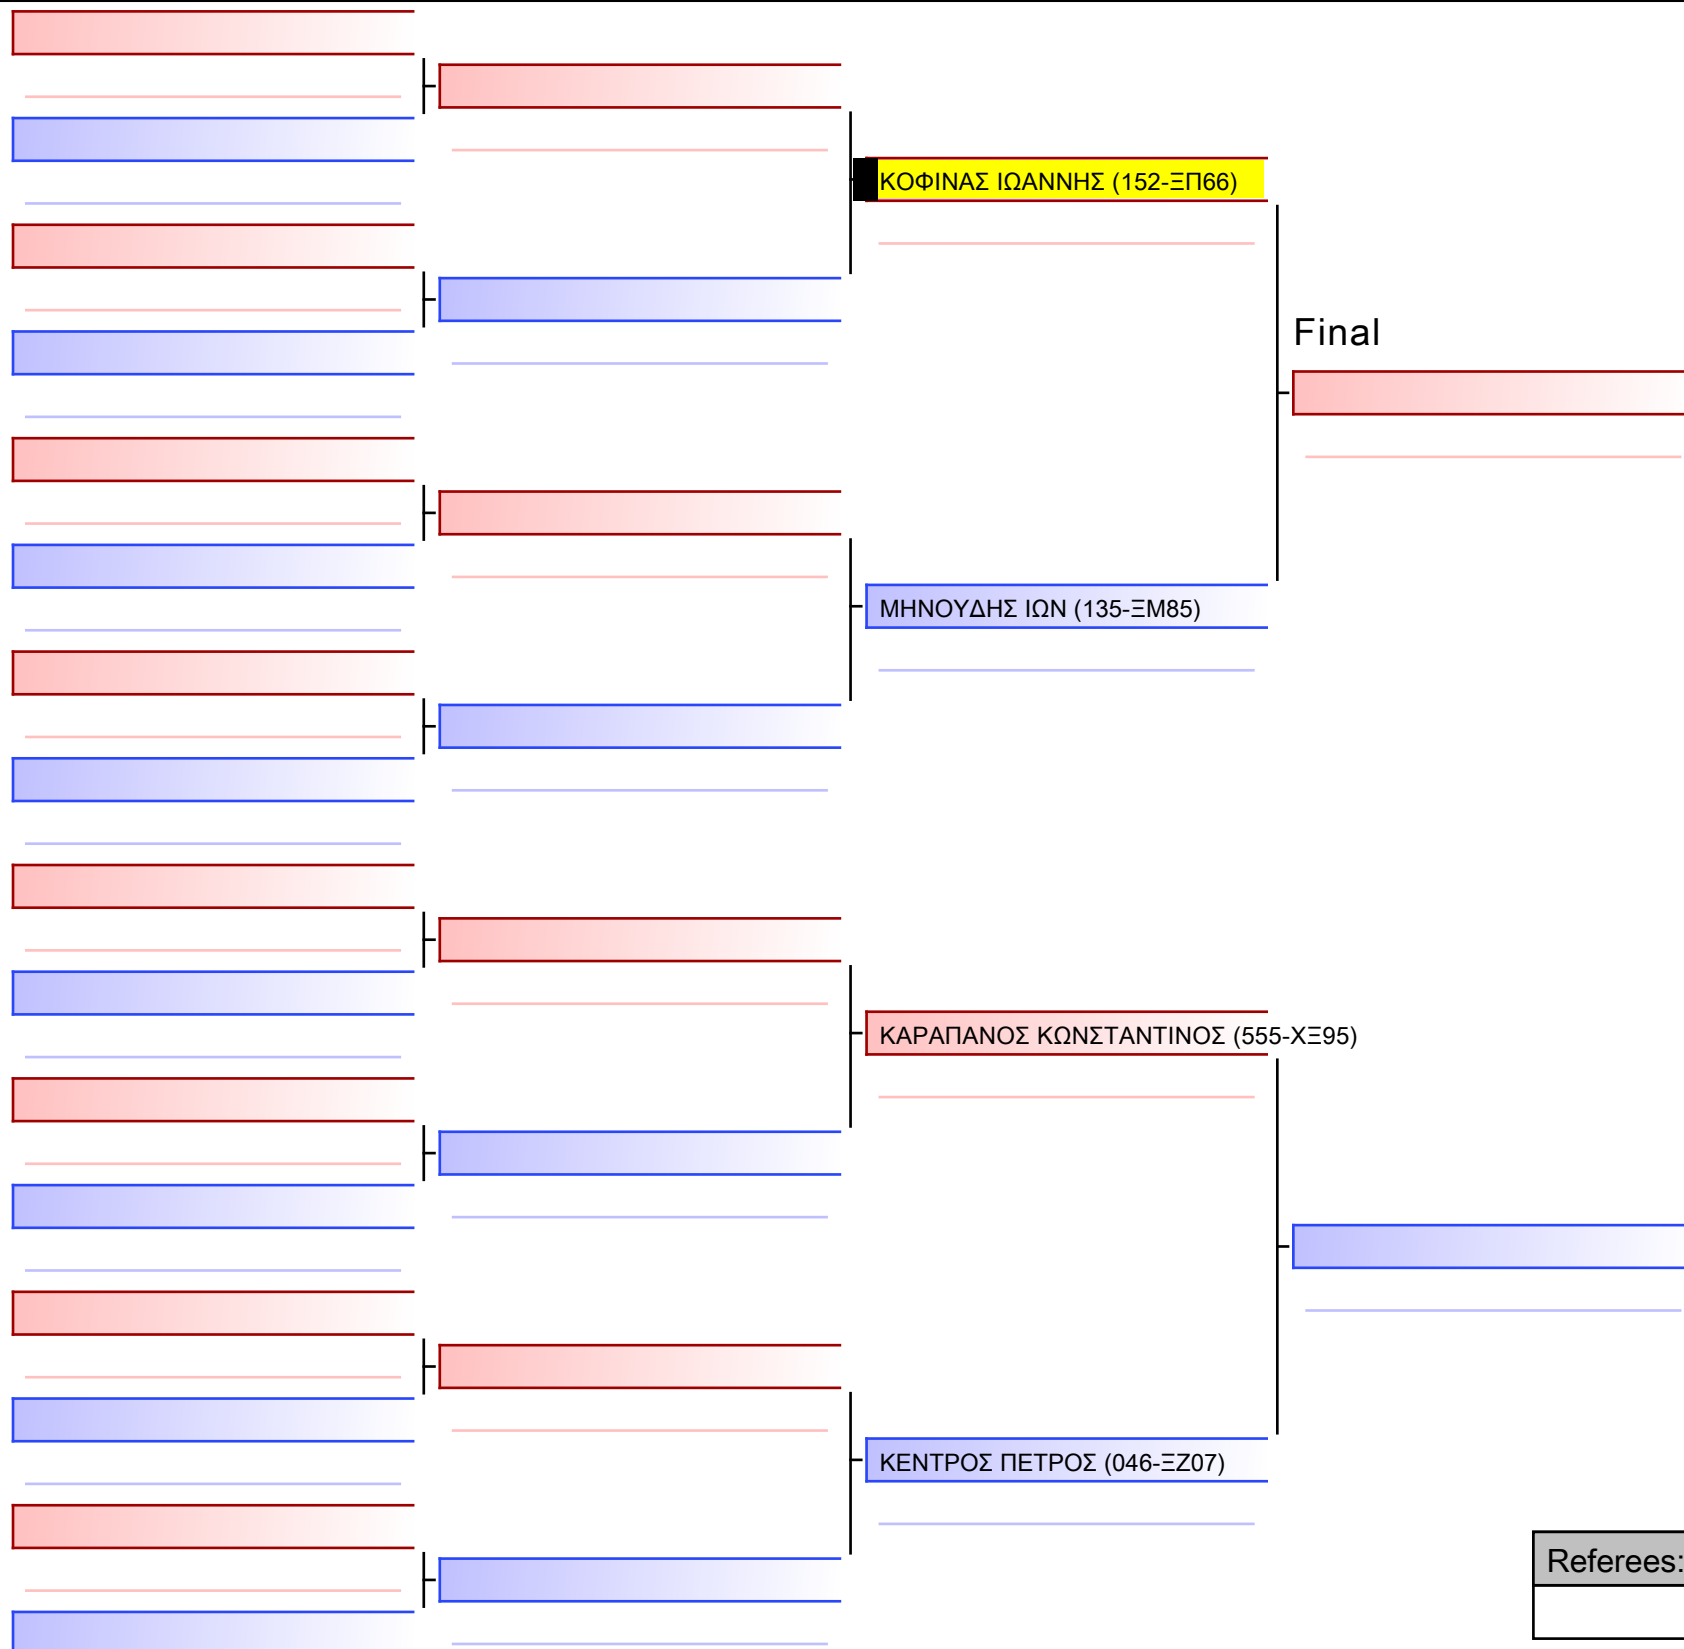 ΚΟΦΙΝΑΣ ΙΩΑΝΝΗΣ (152-ΞΠ66)
Final
ΜΗΝΟΥΔΗΣ ΙΩΝ (135-ΞΜ85)
ΚΑΡΑΠΑΝΟΣ ΚΩΝΣΤΑΝΤΙΝΟΣ (555-ΧΞ95)
ΚΕΝΤΡΟΣ ΠΕΤΡΟΣ (046-ΞΖ07)
Referees: